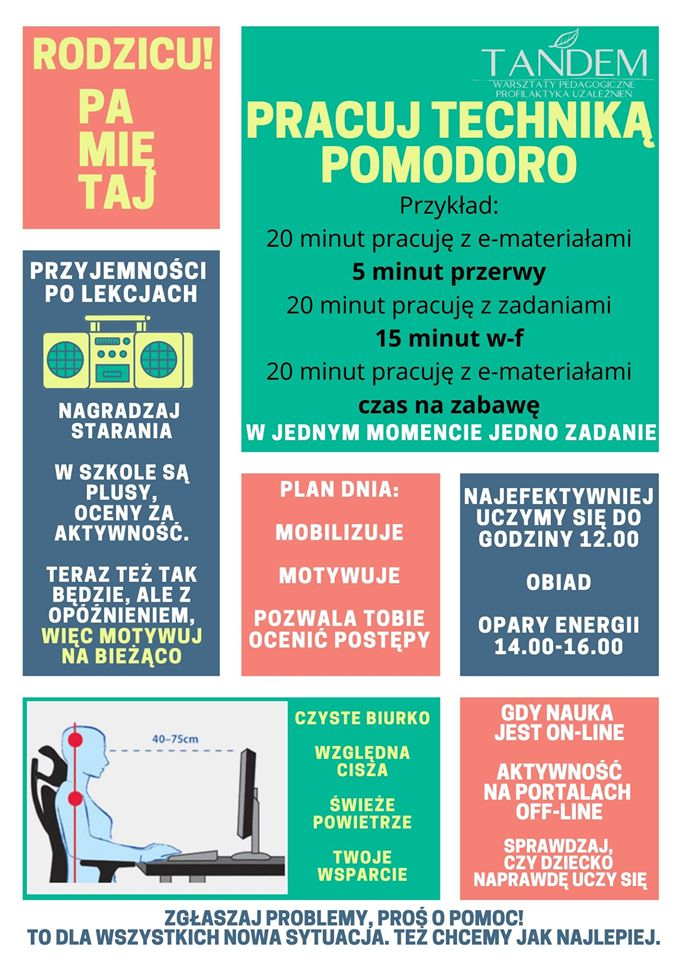 RODZICU!
PA
MIĘ
TAJ
TANDEM
WARSZTATY PEDAGOGICZNE
PROFILAKTYKA UZALEŻNIEŃ
PRACUJ TECHNIKĄ
POMODORO
Przykład:
20 minut pracuję z e-materiałami
5 minut przerwy
20 minut pracuję z zadaniami
15 minut w-f
20 minut pracuję z e-materiałami
czas na zabawę
W JEDNYM MOMENCIE JEDNO ZADANIE
PRZYJEMNOŚCI
PO LEKCJACH
NAGRADZAJ
STARANIA
W SZKOLE SĄ
PLUSY,
OCENY ZA
AKTYWNOŚĆ.
TERAZ TEŻ TAK
BĘDZIE, ALE Z
OPÓŹNIENIEM,
WIĘC MOTYWUJ
NA BIEŻĄCO
PLAN DNIA:
MOBILIZUJE
MOTYWUJE
POZWALA TOBIE
OCENIĆ POSTĘPY
NAJEFEKTYWNIEJ
UCZYMY SIĘ DO
GODZINY 12.00
OBIAD
OPARY ENERGII
14.00-16.00
40–75cm
CZYSTE BIURKO
WZGLĘDNA
CISZA
ŚWIEŻE
POWIETRZE
TWOJE
WSPARCIE
GDY NAUKA
JEST ON-LINE
AKTYWNOŚĆ
NA PORTALACH
OFF-LINE
SPRAWDZAJ,
CZY DZIECKO
NAPRAWDĘ UCZY SIĘ
ZGŁASZAJ PROBLEMY, PROŚ O POMOC!
TO DLA WSZYSTKICH NOWA SYTUACJA. TEŻ CHCEMY JAK NAJLEPIEJ.